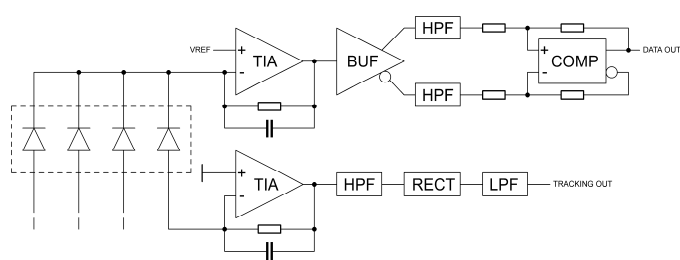 HPF
VREF
+
-
TIA
BUF
+
-
COMP
DATA OUT
HPF
+
-
TIA
HPF
RECT
LPF
TRACKING OUT